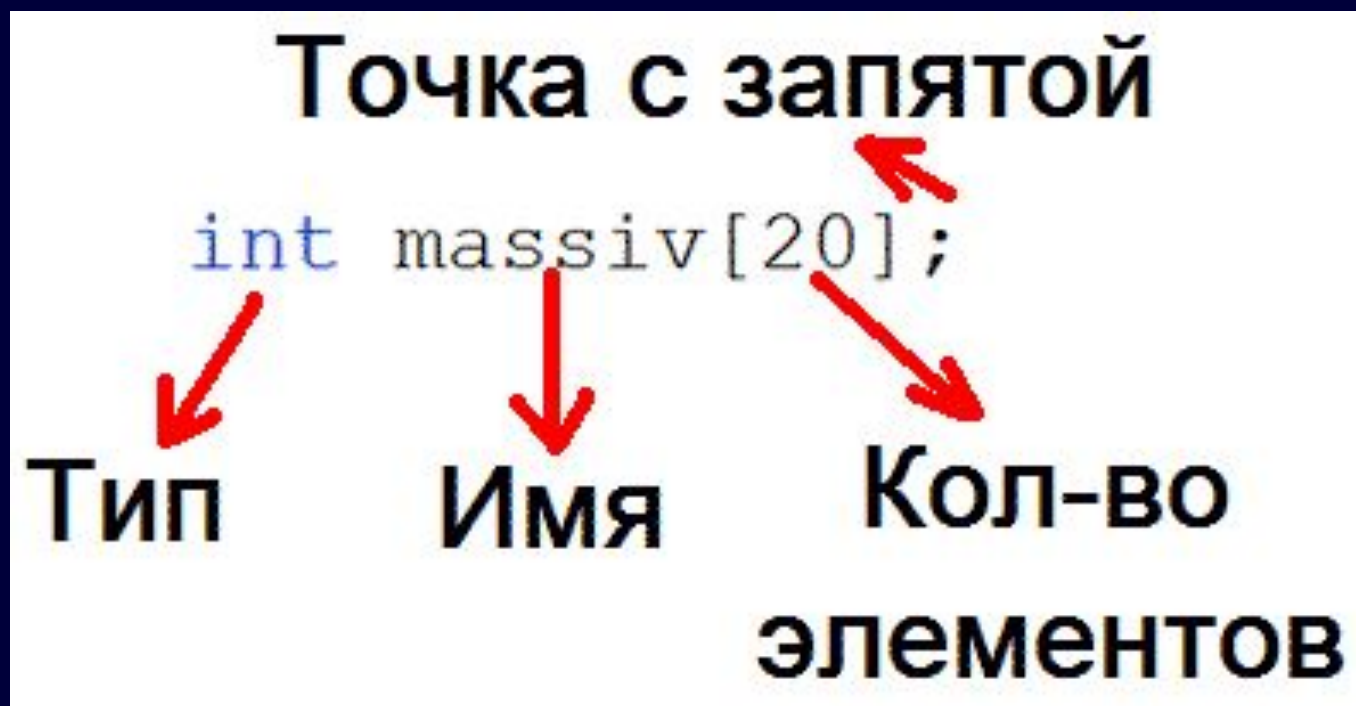 Точка с запятой
int massiv[20];
Тип Имя Кол-во
элементов